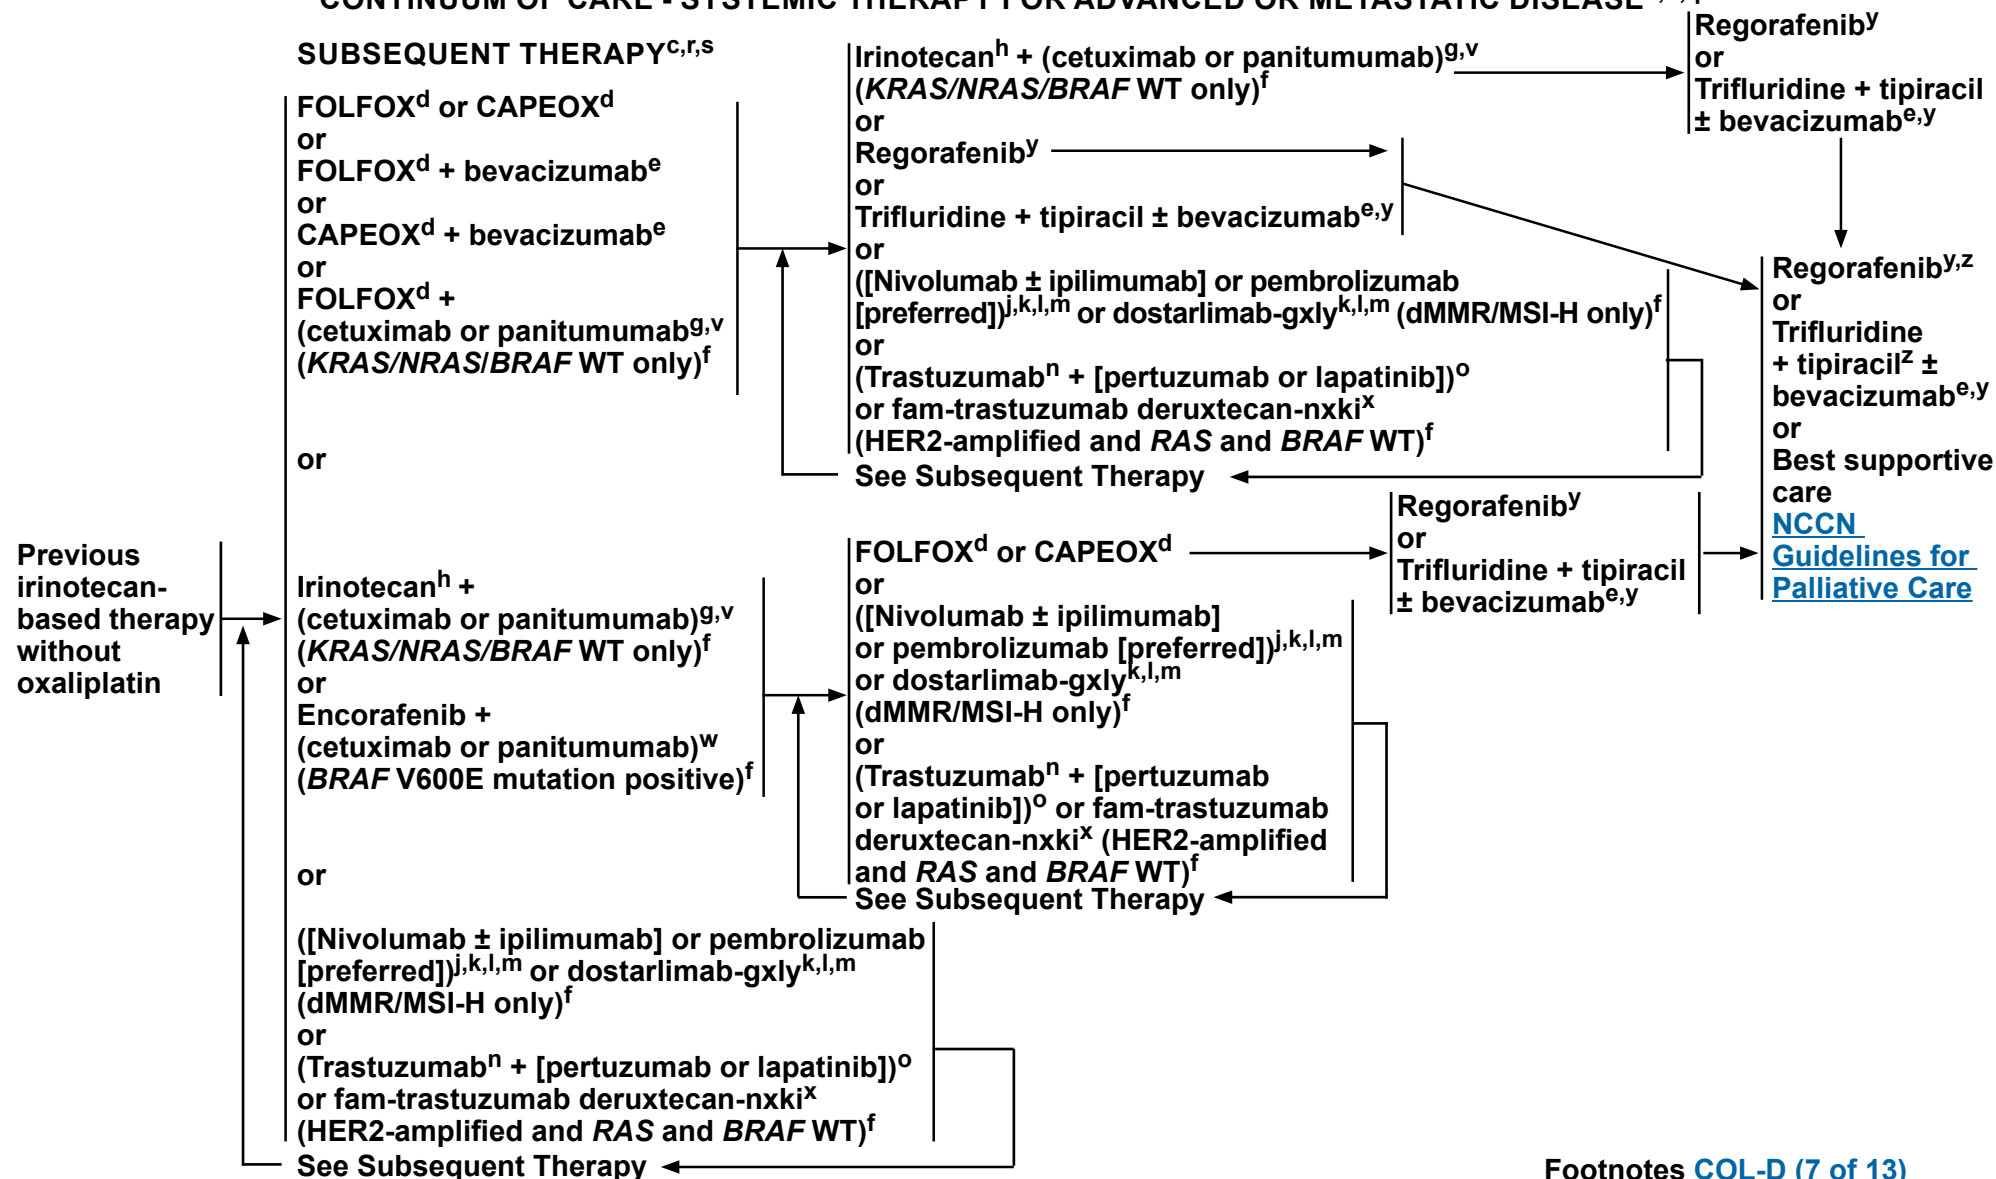 CONTINUUM OF CARE - SYSTEMIC THERAPY FOR ADVANCED OR METASTATIC DISEASE
SUBSEQUENT THERAPYc,r,s
FOLFOXd or CAPEOXd
or
FOLFOXd + bevacizumabe
or
CAPEOXd + bevacizumabe
or
FOLFOXd +
(cetuximab or panitumumabg,v
(KRAS/NRAS/BRAF WT only)f
or
Previous
irinotecan-
based therapy
without
oxaliplatin
Irinotecanh +
(cetuximab or panitumumab)g,v
(KRAS/NRAS/BRAF WT only)f
or
Encorafenib +
(cetuximab or panitumumab)w
(BRAF V600E mutation positive)f
or
([Nivolumab ± ipilimumab] or pembrolizumab
[preferred])j,k,l,m or dostarlimab-gxlyk,l,m
(dMMR/MSI-H only)f
or
(Trastuzumabn + [pertuzumab or lapatinib])o
or fam-trastuzumab deruxtecan-nxkix
(HER2-amplified and RAS and BRAF WT)f
See Subsequent Therapy
Irinotecanh + (cetuximab or panitumumab)g,v
(KRAS/NRAS/BRAF WT only)f
or
Regorafeniby
or
Trifluridine + tipiracil ± bevacizumabe,y
or
([Nivolumab ± ipilimumab] or pembrolizumab
[preferred])j,k,l,m or dostarlimab-gxlyk,l,m (dMMR/MSI-H only)f
or
(Trastuzumabn + [pertuzumab or lapatinib])o
or fam-trastuzumab deruxtecan-nxkix
(HER2-amplified and RAS and BRAF WT)f
See Subsequent Therapy
FOLFOXd or CAPEOXd
or
([Nivolumab ± ipilimumab]
or pembrolizumab [preferred])j,k,l,m
or dostarlimab-gxlyk,l,m
(dMMR/MSI-H only)f
or
(Trastuzumabn + [pertuzumab
or lapatinib])o or fam-trastuzumab
deruxtecan-nxkix (HER2-amplified
and RAS and BRAF WT)f
See Subsequent Therapy
Regorafeniby
or
Trifluridine + tipiracil
± bevacizumabe,y
Regorafeniby
or
Trifluridine + tipiracil
± bevacizumabe,y
Regorafeniby,z
or
Trifluridine
+ tipiracilz ±
bevacizumabe,y
or
Best supportive
care
NCCN
Guidelines for
Palliative Care
Footnotes COL-D (7 of 13)